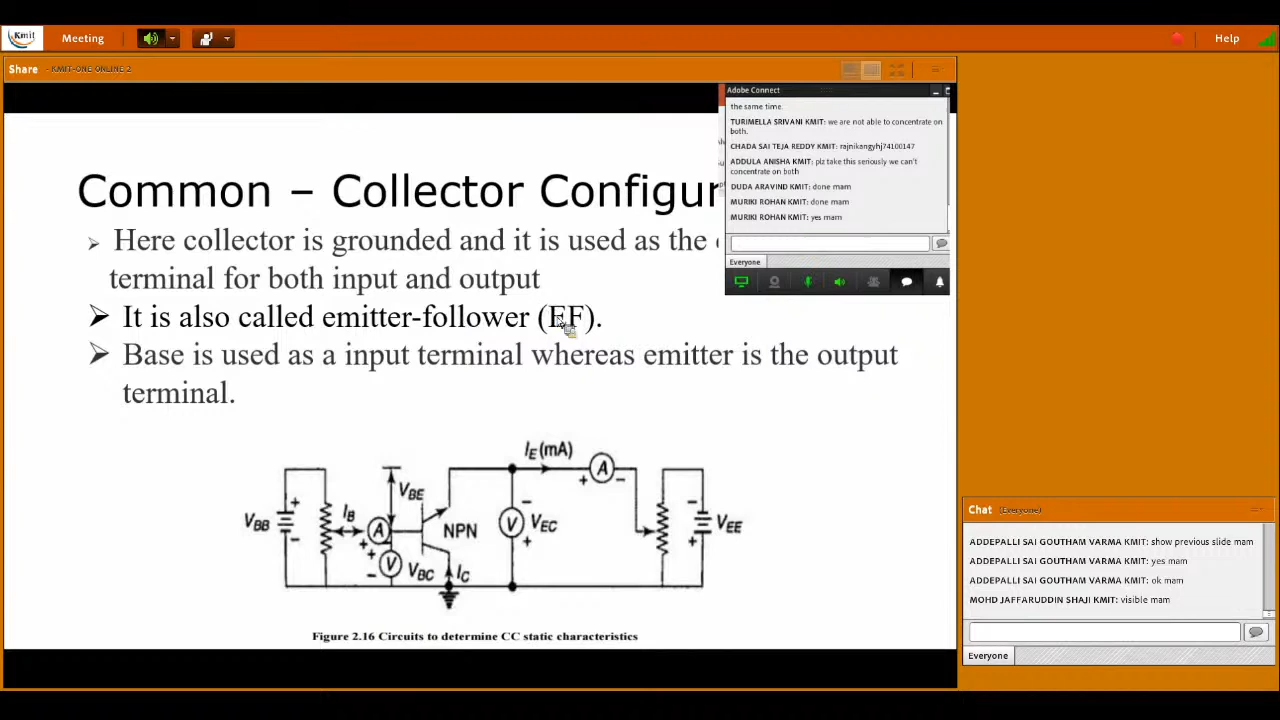 Kmit
Meeting
Help
Share - KMIT-ONE ONLINE 2
Adobe Connect
the same time.
TURIMELLA SRIVANI KMIT: we are not able to concentrate on
both.
CHADA SAI TEJA REDDY KMIT: rajnikangyhj74100147
ADDULA ANISHA KMIT: plz take this seriously we can't
concentrate on both
DUDA ARAVIND KMIT: done mam
MURIKI ROHAN KMIT: done mam
MURIKI ROHAN KMIT: yes mam
Everyone
Common – Collector Configur
Here collector is grounded and it is used as the
terminal for both input and output
It is also called emitter-follower (EF).
Base is used as a input terminal whereas emitter is the output
terminal.
IE (mA)
A
+ −
VBE
VBB
+
−
IB
A
+
NPN
V
−
+
VEC
−
+
VEE
+
V
−
VBC
IC
Figure 2.16 Circuits to determine CC static characteristics
Chat (Everyone)
ADDEPALLI SAI GOUTHAM VARMA KMIT: show previous slide mam
ADDEPALLI SAI GOUTHAM VARMA KMIT: yes mam
ADDEPALLI SAI GOUTHAM VARMA KMIT: ok mam
MOHD JAFFARUDDIN SHAJI KMIT: visible mam
Everyone